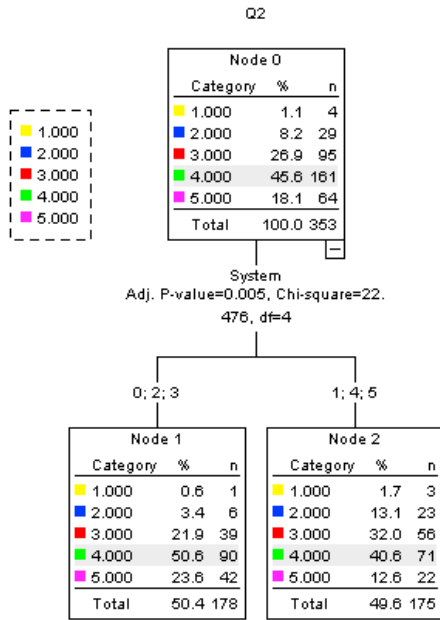 Q2
Node 0
Category % n
1.000 1.1 4
2.000 8.2 29
3.000 26.9 95
4.000 45.6 161
5.000 18.1 64
Total 100.0 353
1.000
2.000
3.000
4.000
5.000
System
Adj. P-value=0.005, Chi-square=22.
476, df=4
0; 2; 3
1; 4; 5
Node 1
Category % n
1.000 0.6 1
2.000 3.4 6
3.000 21.9 39
4.000 50.6 90
5.000 23.6 42
Total 50.4 178
Node 2
Category % n
1.000 1.7 3
2.000 13.1 23
3.000 32.0 56
4.000 40.6 71
5.000 12.6 22
Total 49.6 175